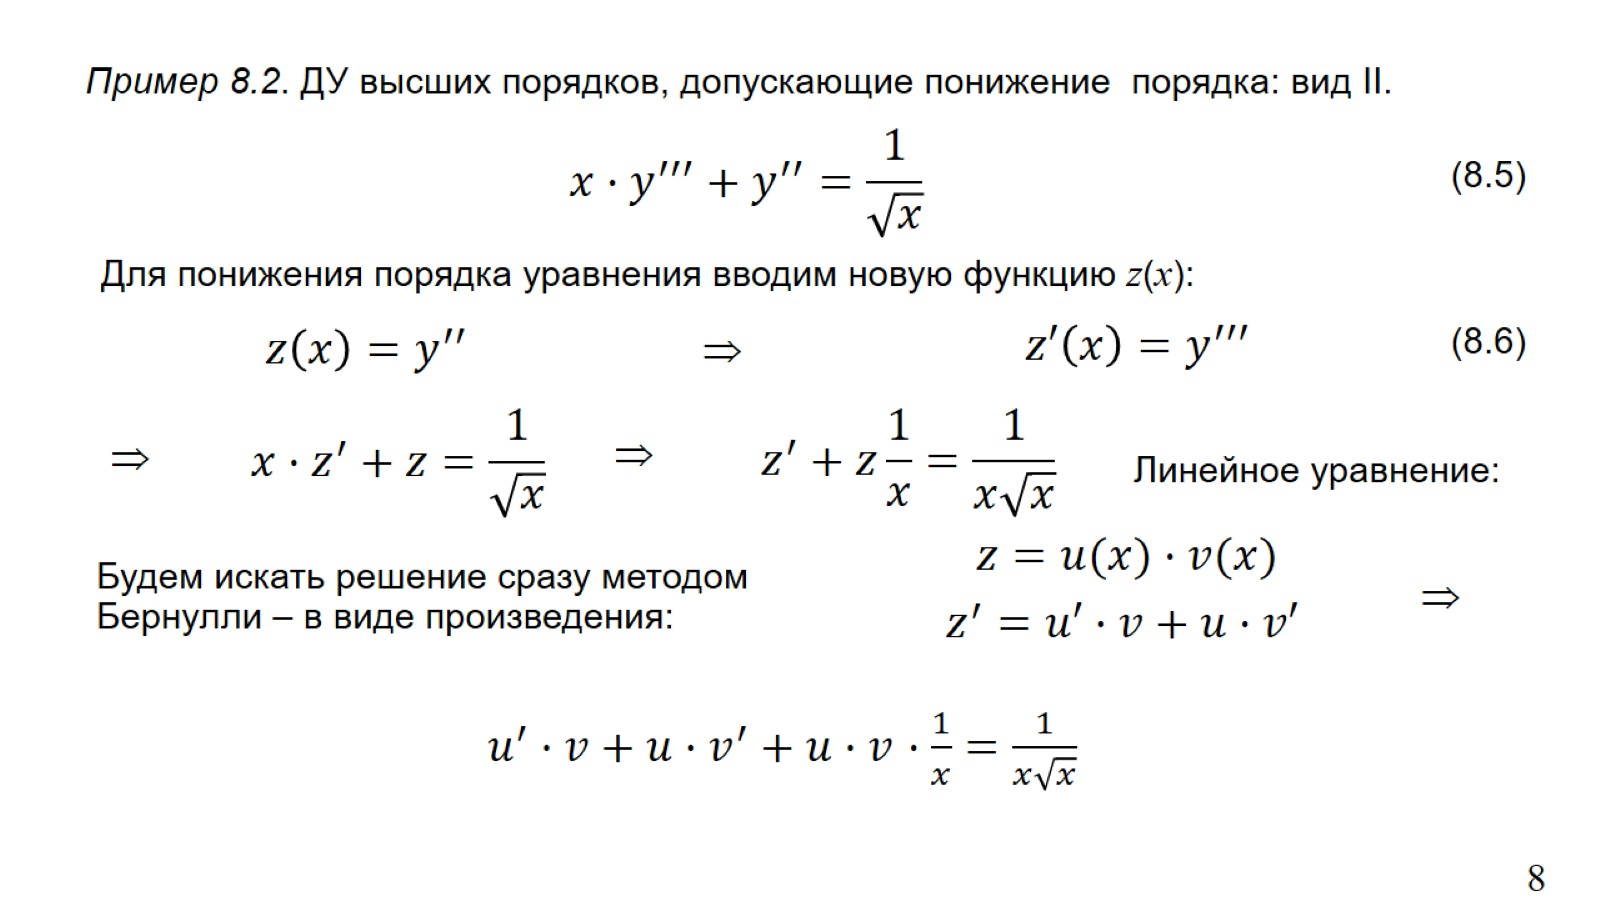 Пример 8.2. ДУ высших порядков, допускающие понижение порядка: вид II.
x · y′′′ + y′′ = 1/√x (8.5)
Для понижения порядка уравнения вводим новую функцию z(x):
z(x) = y′′ ⇒ z′(x) = y′′′ (8.6)
⇒ x · z′ + z = 1/√x ⇒ z′ + z 1/x = 1/(x√x) Линейное уравнение:
Будем искать решение сразу методом
Бернулли – в виде произведения:
z = u(x) · v(x)
z′ = u′ · v + u · v′ ⇒
u′ · v + u · v′ + u · v · 1/x = 1/(x√x)
8